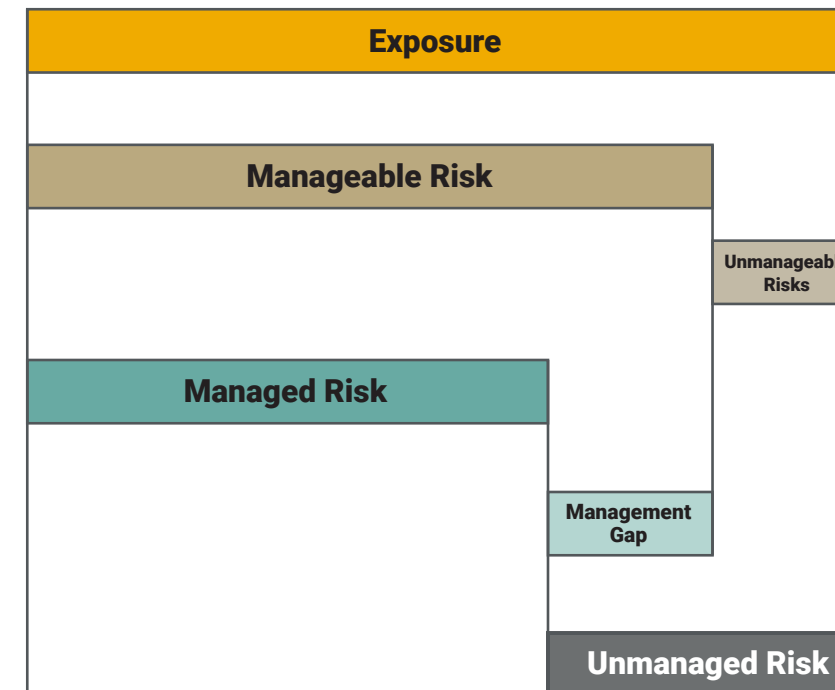 Exposure
Manageable Risk
Unmanageab
Risks
Managed Risk
Management
Gap
Unmanaged Risk